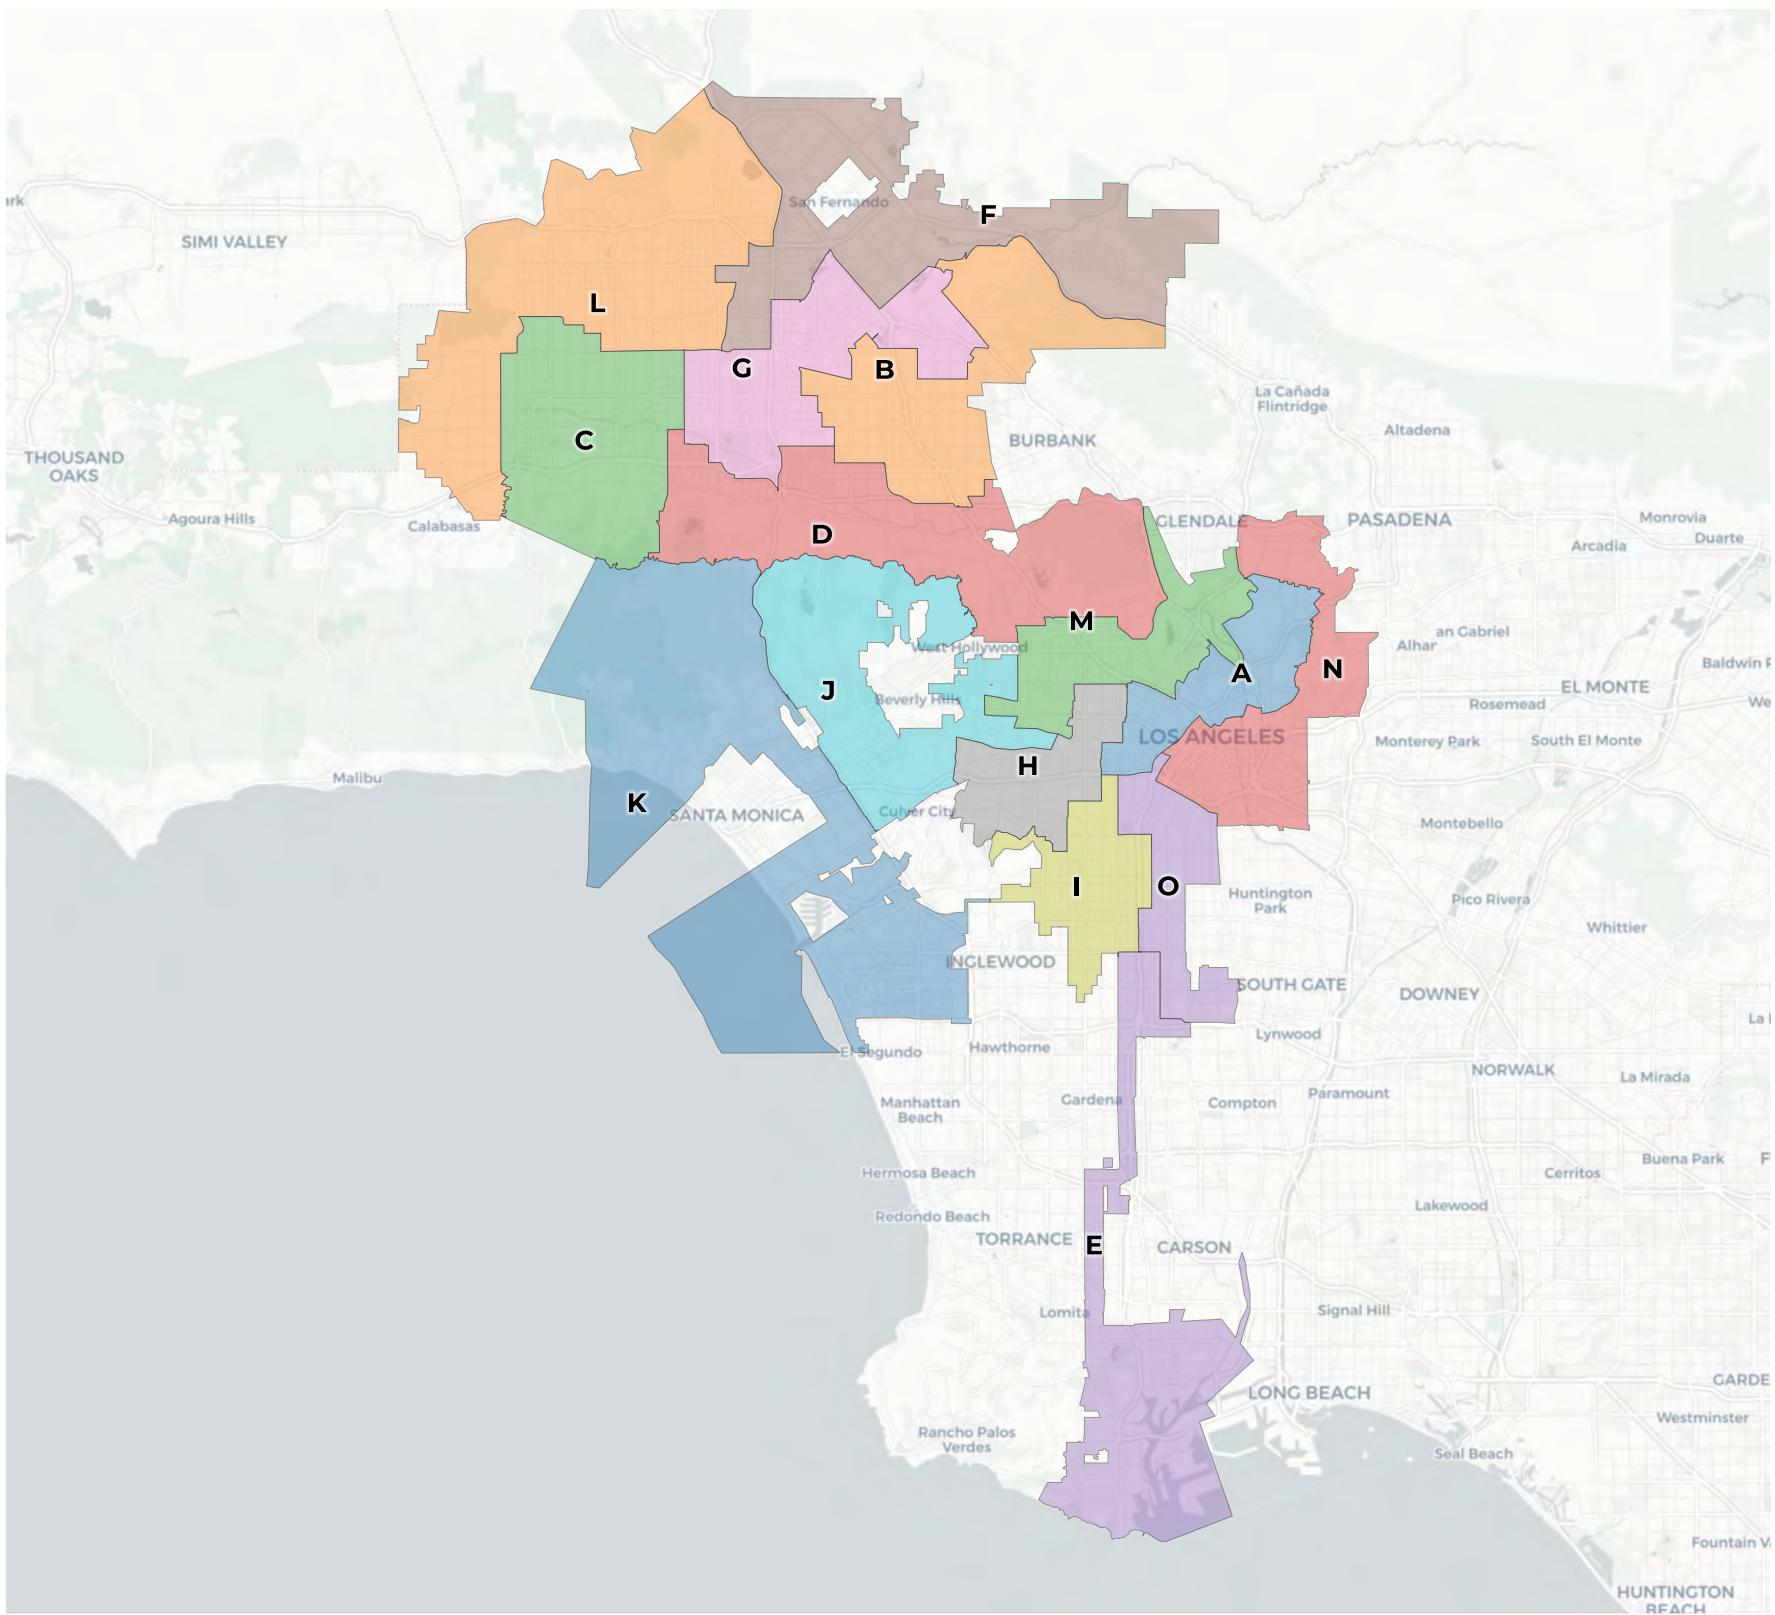 ark
San Fernando
F
SIMI VALLEY
L
G
B
La Cañada
Flintridge
Altadena
BURBANK
C
THOUSAND
OAKS
Agoura Hills
Calabasas
D
GLENDALE
PASADENA
Monrovia
Duarte
Arcadia
M
West Hollywood
Alhar
an Gabriel
Baldwin P
A
N
J
Beverly Hills
EL MONTE
Rosemead
We
LOS ANGELES
Monterey Park
South El Monte
H
Malibu
K
SANTA MONICA
Culver City
Montebello
I
O
Huntington
Park
Pico Rivera
Whittier
INGLEWOOD
SOUTH GATE
DOWNEY
La
Lynwood
El Segundo
Hawthorne
NORWALK
La Mirada
Manhattan
Beach
Gardena
Compton
Paramount
Hermosa Beach
Cerritos
Buena Park
F
Redondo Beach
Lakewood
TORRANCE
E
CARSON
Lomita
Signal Hill
GARDE
LONG BEACH
Westminster
Rancho Palos
Verdes
Seal Beach
Fountain Va
HUNTINGTON
BEACH